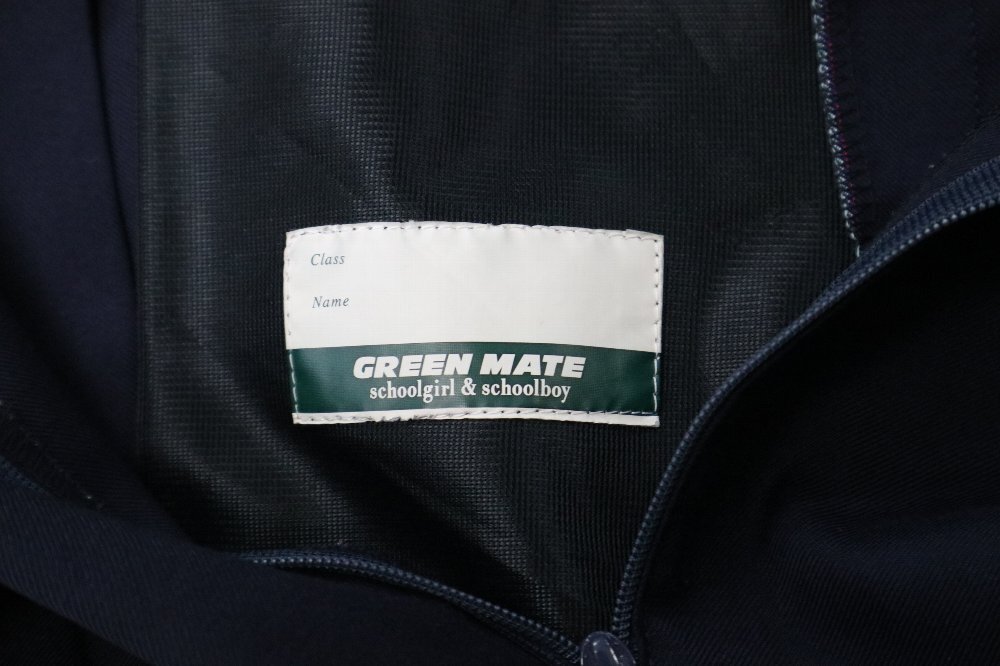 Class
Name
GREEN MATE
schoolgirl & schoolboy